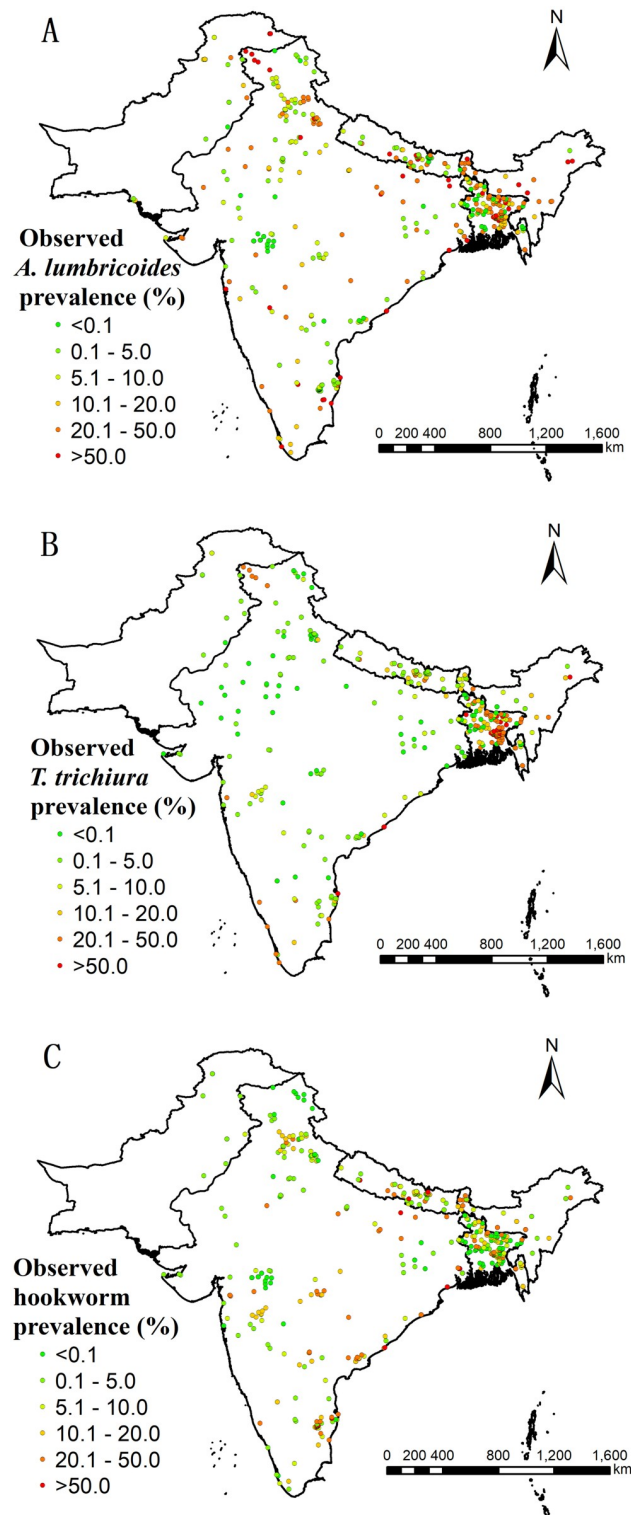 A
N
Observed
A. lumbricoides
prevalence (%)
<0.1
0.1 - 5.0
5.1 - 10.0
10.1 - 20.0
20.1 - 50.0
>50.0
0 200 400 800 1,200 1,600
km
B
N
Observed
T. trichiura
prevalence (%)
<0.1
0.1 - 5.0
5.1 - 10.0
10.1 - 20.0
20.1 - 50.0
>50.0
0 200 400 800 1,200 1,600
km
C
N
Observed
hookworm
prevalence (%)
<0.1
0.1 - 5.0
5.1 - 10.0
10.1 - 20.0
20.1 - 50.0
>50.0
0 200 400 800 1,200 1,600
km